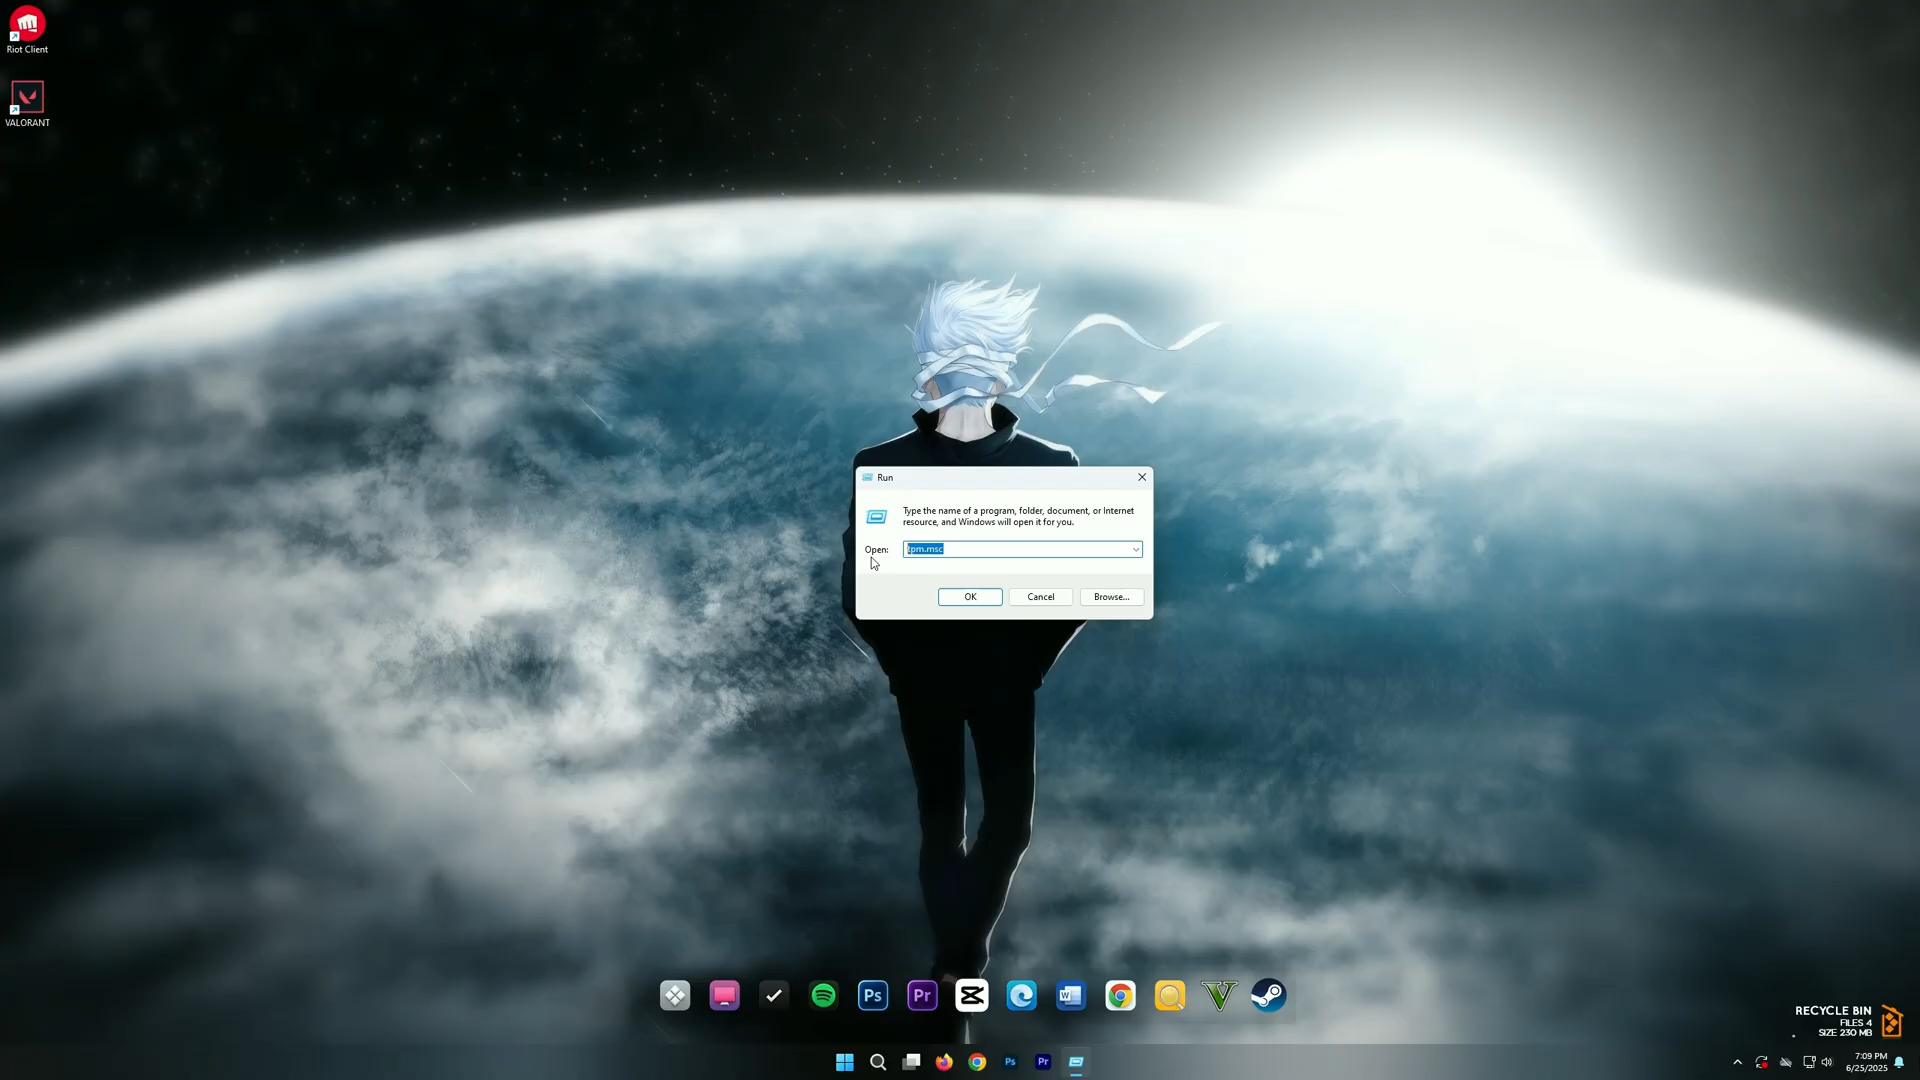 Riot Client
VALORANT
Run
Type the name of a program, folder, document, or Internet
resource, and Windows will open it for you.
Open:
tpm.msc
OK
Cancel
Browse...
Ps
Pr
W
V
RECYCLE BIN
FILES 4
SIZE 230 MB
Ps
Pr
7:09 PM
6/25/2025